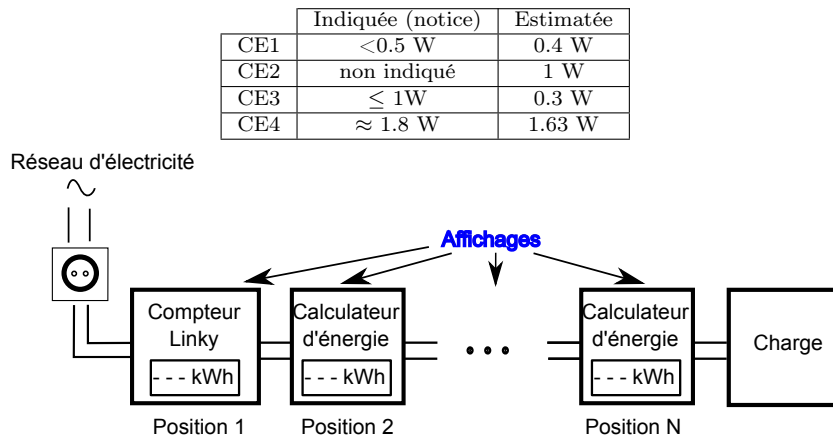 Indiquée (notice) Estimatée
CE1 <0.5 W 0.4 W
CE2 non indiqué 1 W
CE3 ≤ 1W 0.3 W
CE4 ≈ 1.8 W 1.63 W
Réseau d'électricité
Affichages
Compteur
Linky
- - - kWh
Position 1
Calculateur
d'énergie
- - - kWh
Position 2
Calculateur
d'énergie
- - - kWh
Position N
Charge